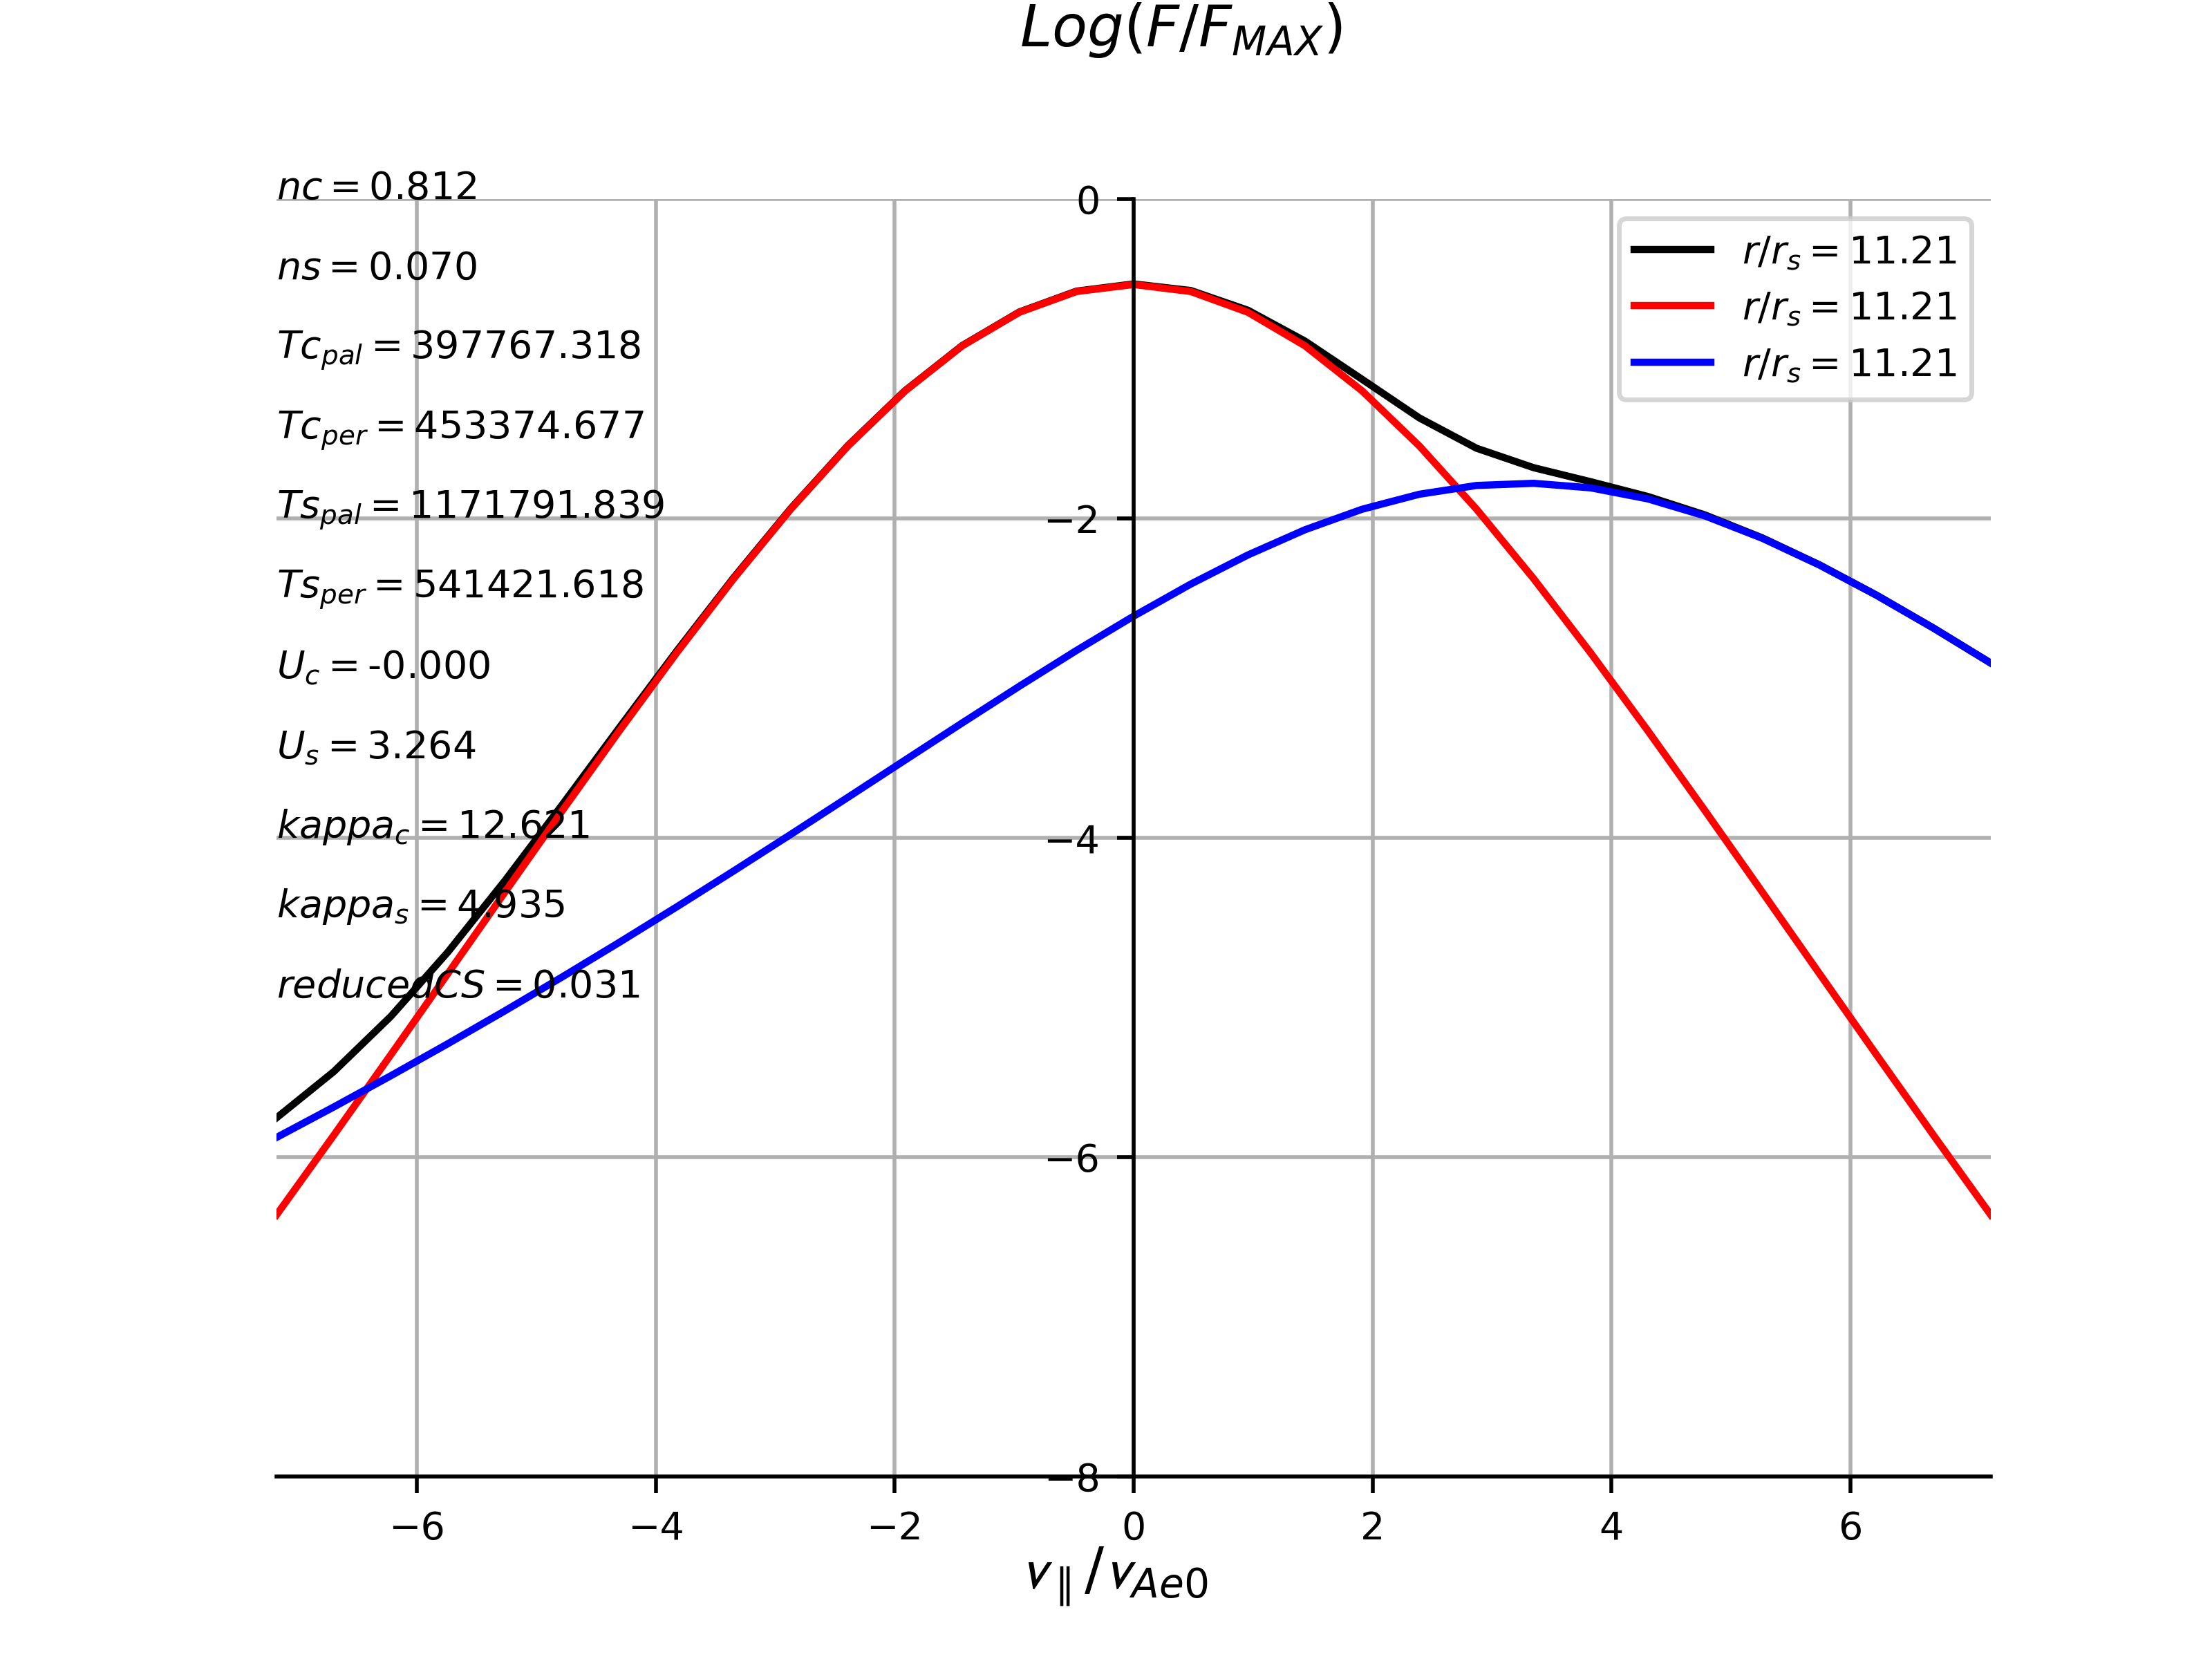 Log(F/F_MAX)
nc = 0.812
ns = 0.070
Tc_pal = 397767.318
Tc_per = 453374.677
Ts_pal = 1171791.839
Ts_per = 541421.618
U_c = -0.000
U_s = 3.264
kappa_c = 12.621
kappa_s = 4.935
reducedCS = 0.031
0
−2
−4
−6
−8
r/r_s = 11.21
r/r_s = 11.21
r/r_s = 11.21
−6 −4 −2 0 2 4 6
v_∥/v_Ae0